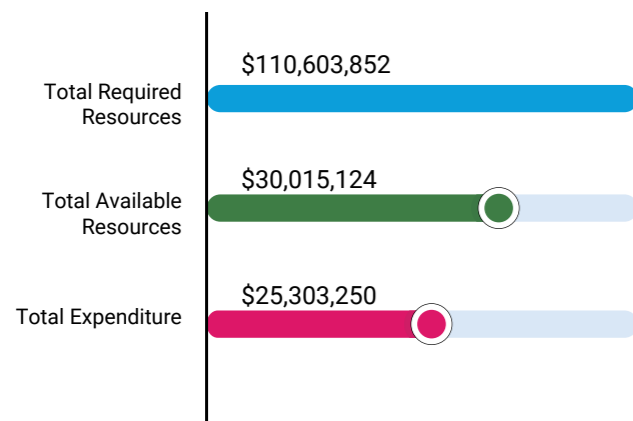 $110,603,852
Total Required
Resources
$30,015,124
Total Available
Resources
$25,303,250
Total Expenditure